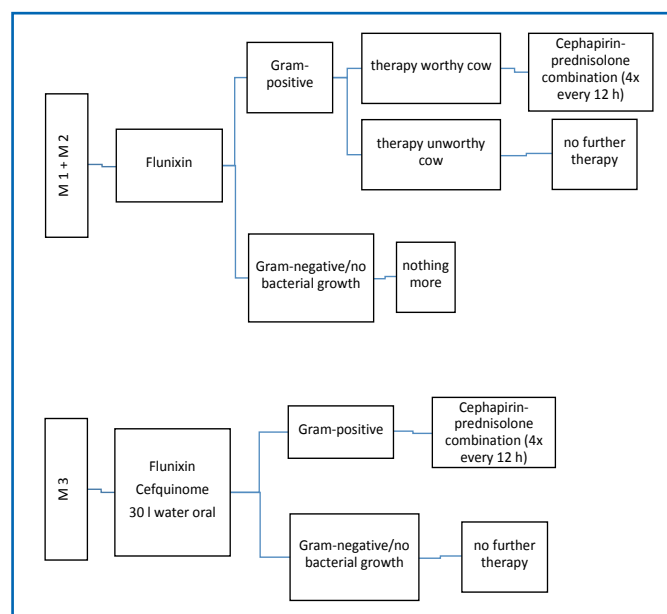 M 1 + M 2
Flunixin
Gram-
positive
therapy worthy cow
Cephapirin-
prednisolone
combination (4x
every 12 h)
therapy unworthy
cow
no further
therapy
Gram-negative/no
bacterial growth
nothing
more
M 3
Flunixin
Cefquinome
30 l water oral
Gram-positive
Cephapirin-
prednisolone
combination (4x
every 12 h)
Gram-negative/no
bacterial growth
no further
therapy